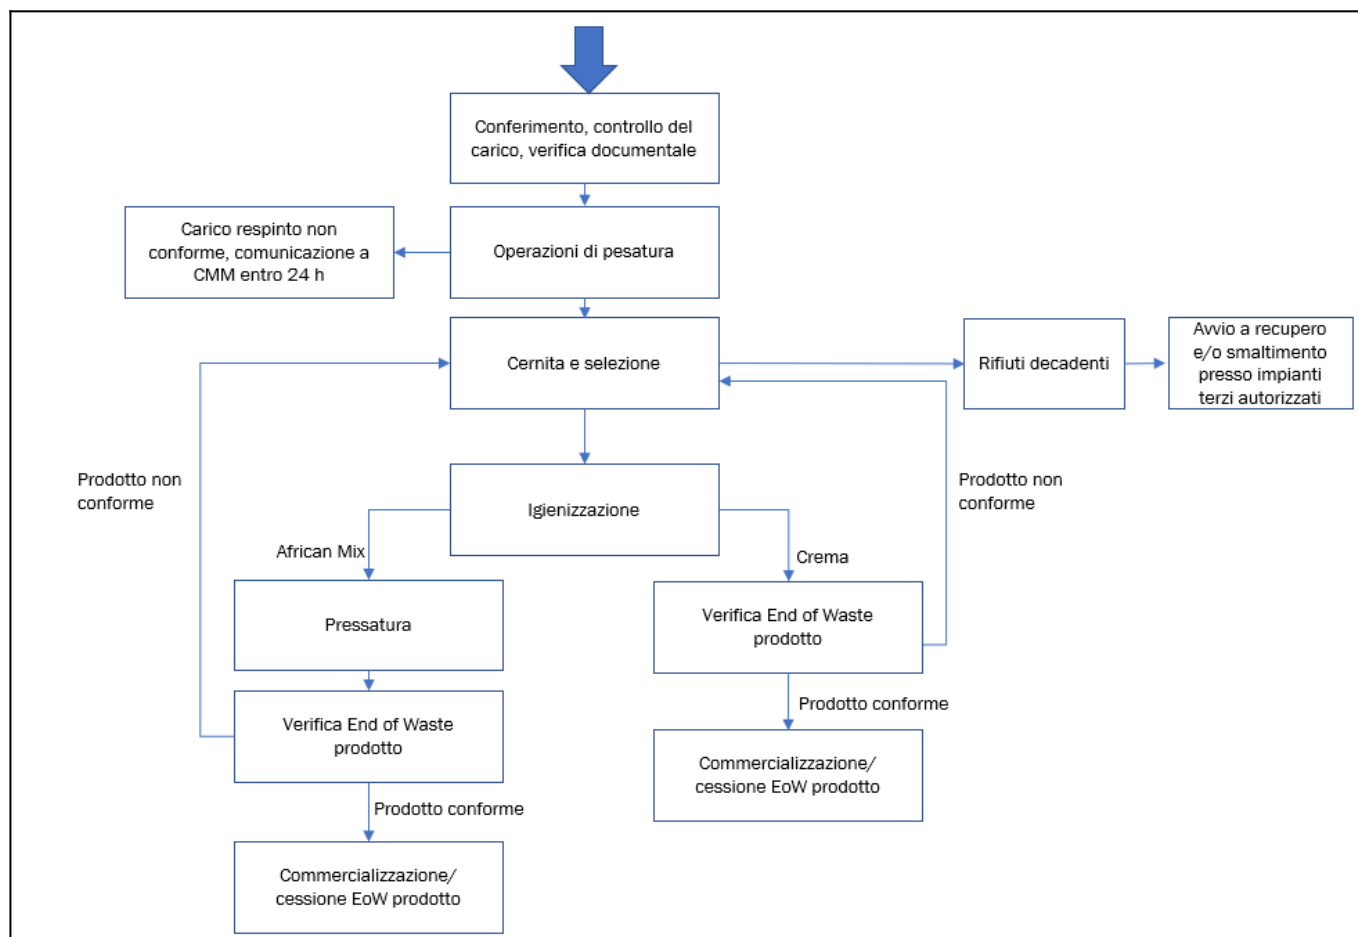 Conferimento, controllo del
carico, verifica documentale
Carico respinto non
conforme, comunicazione a
CMM entro 24 h
Operazioni di pesatura
Cernita e selezione
Rifiuti decadenti
Avvio a recupero
e/o smaltimento
presso impianti
terzi autorizzati
Prodotto non
conforme
Igienizzazione
Prodotto non
conforme
African Mix
Crema
Pressatura
Verifica End of Waste
prodotto
Verifica End of Waste
prodotto
Prodotto conforme
Commercializzazione/
cessione EoW prodotto
Prodotto conforme
Commercializzazione/
cessione EoW prodotto